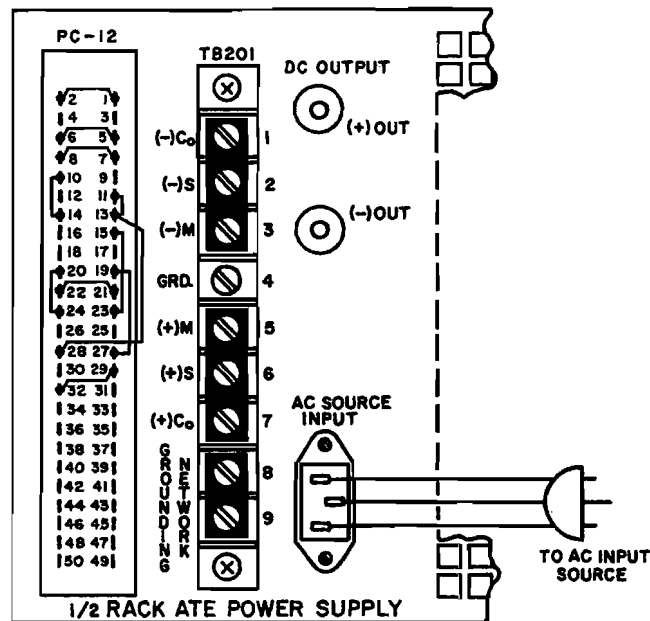 PC-12
TB201
DC OUTPUT
(+) OUT
(-) OUT
2 1
4 3
6 5
8 7
10 9
12 11
14 13
16 15
18 17
20 19
22 21
24 23
26 25
28 27
30 29
32 31
34 33
36 35
38 37
40 39
42 41
44 43
46 45
48 47
50 49
(-)Co 1
(-)S 2
(-)M 3
GRD. 4
(+)M 5
(+)S 6
(+)Co 7
8
9
GROUNDING
NETWORK
AC SOURCE
INPUT
TO AC INPUT
SOURCE
1/2 RACK ATE POWER SUPPLY